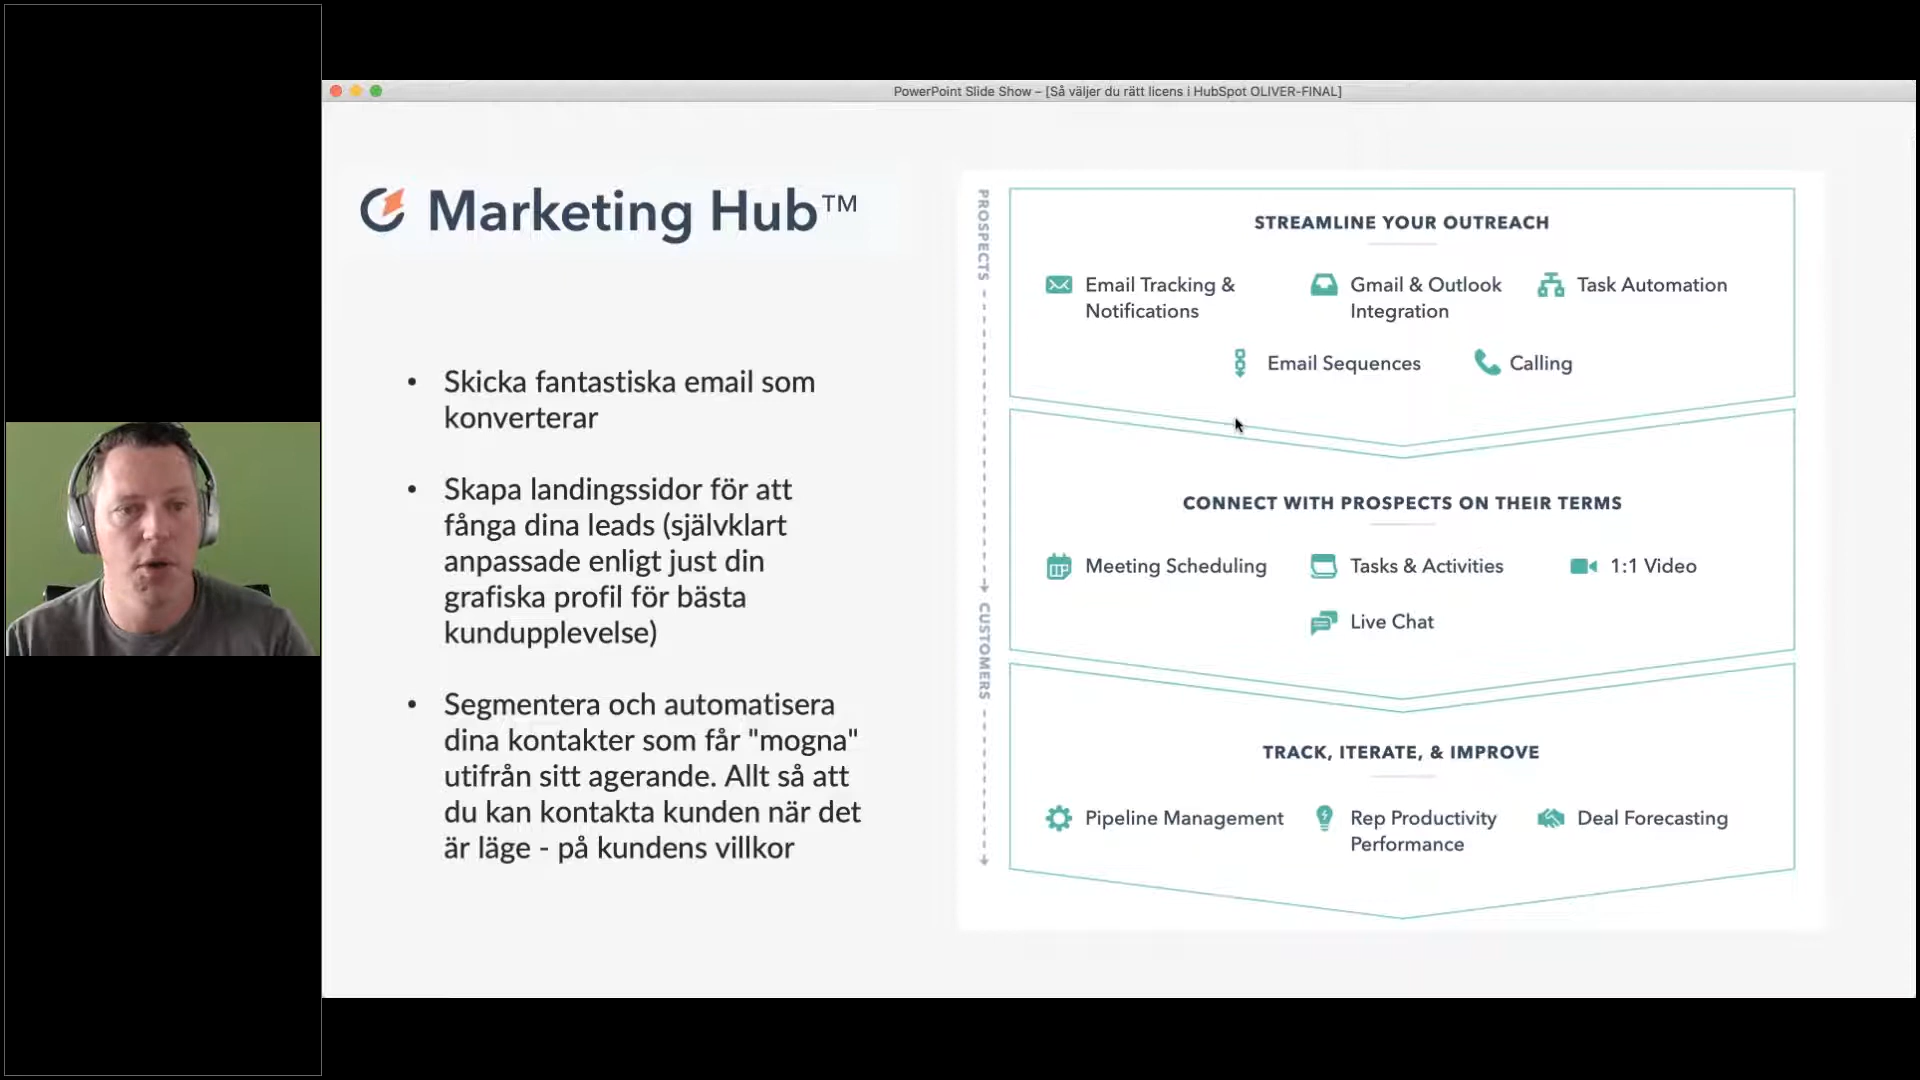 PowerPoint Slide Show – [Så väljer du rätt licens i HubSpot OLIVER-FINAL]
Marketing Hub™
Skicka fantastiska email som
konverterar
Skapa landingssidor för att
fånga dina leads (självklart
anpassade enligt just din
grafiska profil för bästa
kundupplevelse)
Segmentera och automatisera
dina kontakter som får "mogna"
utifrån sitt agerande. Allt så att
du kan kontakta kunden när det
är läge - på kundens villkor
PROSPECTS
CUSTOMERS
STREAMLINE YOUR OUTREACH
Email Tracking &
Notifications
Gmail & Outlook
Integration
Task Automation
Email Sequences
Calling
CONNECT WITH PROSPECTS ON THEIR TERMS
Meeting Scheduling
Tasks & Activities
1:1 Video
Live Chat
TRACK, ITERATE, & IMPROVE
Pipeline Management
Rep Productivity
Performance
Deal Forecasting